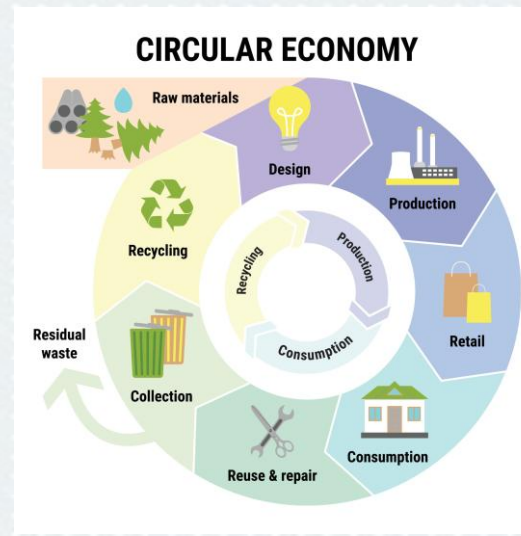 CIRCULAR ECONOMY
Raw materials
Design
Production
Retail
Consumption
Reuse & repair
Collection
Residual
waste
Recycling
Production
Consumption
Recycling